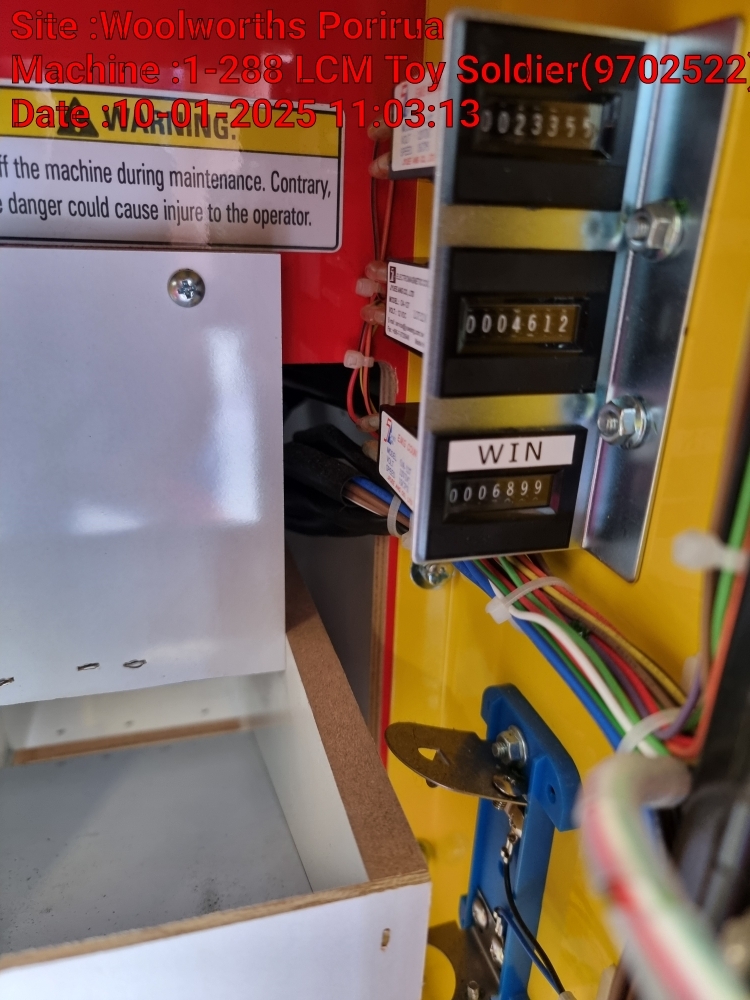 Site :Woolworths Porirua
Machine :1-288 LCM Toy Soldier(9702522)
Date :10-01-2025 11:03:13
WARNING:
ff the machine during maintenance. Contrary,
e danger could cause injure to the operator.
0023355
0004612
WIN
0006899